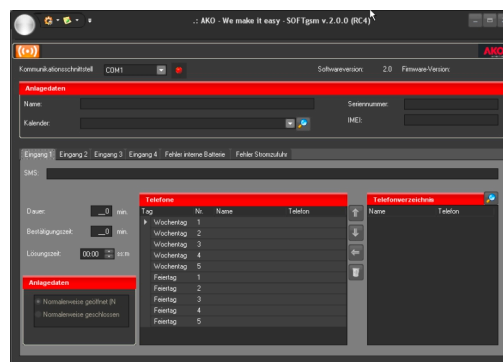 .: AKO - We make it easy - SOFTgsm v.2.0.0 (RC4)
AKO
Kommunikationsschnittstell COM1 Softwareversion: 2.0 Firmware-Version:
Anlagedaten
Name: Seriennummer:
Kalender: IMEI:
Eingang 1 Eingang 2 Eingang 3 Eingang 4 Fehler interne Batterie Fehler Stromzufuhr
SMS:
Telefone Telefonverzeichnis
Tag Nr. Name Telefon Name Telefon
Dauer: __0 min.
Bestätigungszeit: __0 min.
Lösungszeit: 00:00 ss:m
Wochentag 1
Wochentag 2
Wochentag 3
Wochentag 4
Wochentag 5
Feiertag 1
Feiertag 2
Feiertag 3
Feiertag 4
Feiertag 5
Anlagedaten
Normalerweise geöffnet (N
Normalerweise geschlossen